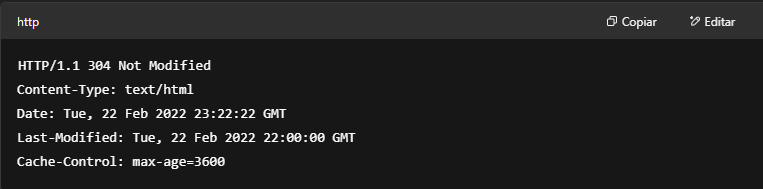 http Copiar Editar
HTTP/1.1 304 Not Modified
Content-Type: text/html
Date: Tue, 22 Feb 2022 23:22:22 GMT
Last-Modified: Tue, 22 Feb 2022 22:00:00 GMT
Cache-Control: max-age=3600